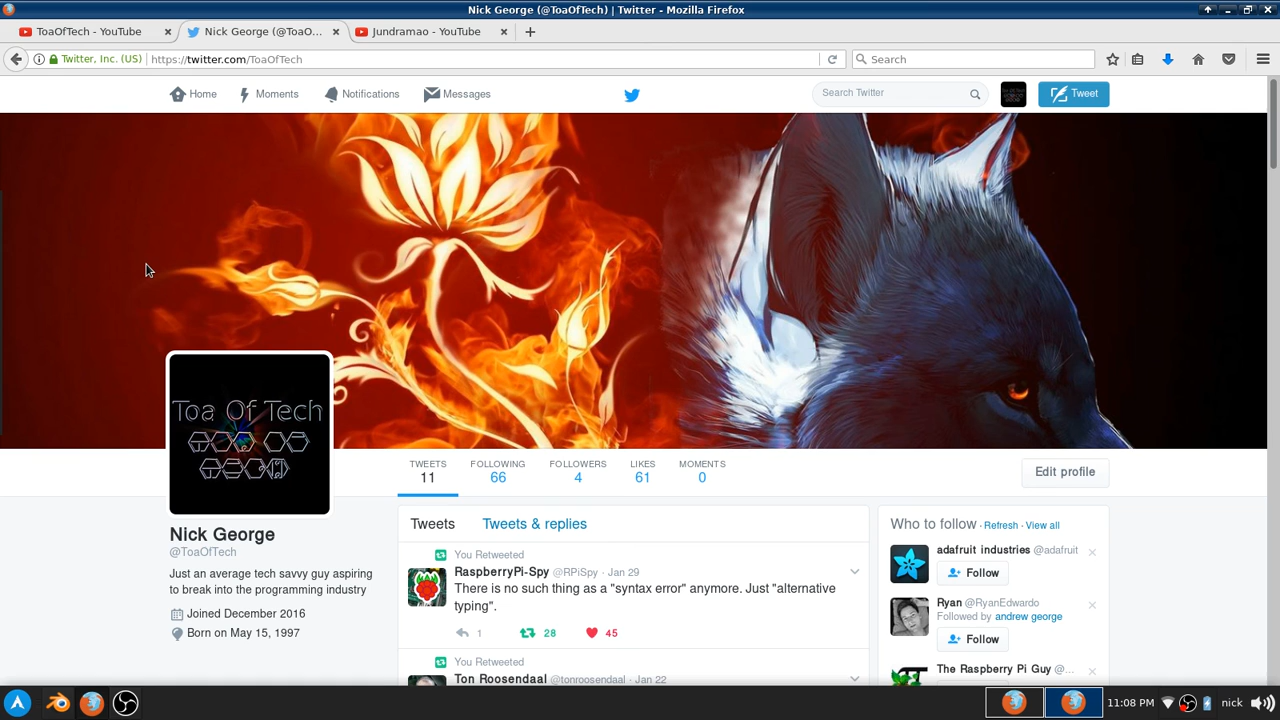 Nick George (@ToaOfTech) | Twitter - Mozilla Firefox
ToaOfTech - YouTube
Nick George (@ToaO...
Jundramao - YouTube
Twitter, Inc. (US)
https://twitter.com/ToaOfTech
Search
Home
Moments
Notifications
Messages
Search Twitter
Tweet
Toa Of Tech
TWEETS
11
FOLLOWING
66
FOLLOWERS
4
LIKES
61
MOMENTS
0
Edit profile
Nick George
@ToaOfTech
Just an average tech savvy guy aspiring
to break into the programming industry
Joined December 2016
Born on May 15, 1997
Tweets
Tweets & replies
You Retweeted
RaspberryPi-Spy @RPiSpy · Jan 29
There is no such thing as a "syntax error" anymore. Just "alternative
typing".
1
28
45
You Retweeted
Ton Roosendaal @tonroosendaal · Jan 22
Who to follow · Refresh · View all
adafruit industries @adafruit
Follow
Ryan @RyanEdwardo
Followed by andrew george
Follow
The Raspberry Pi Guy @...
11:08 PM
nick